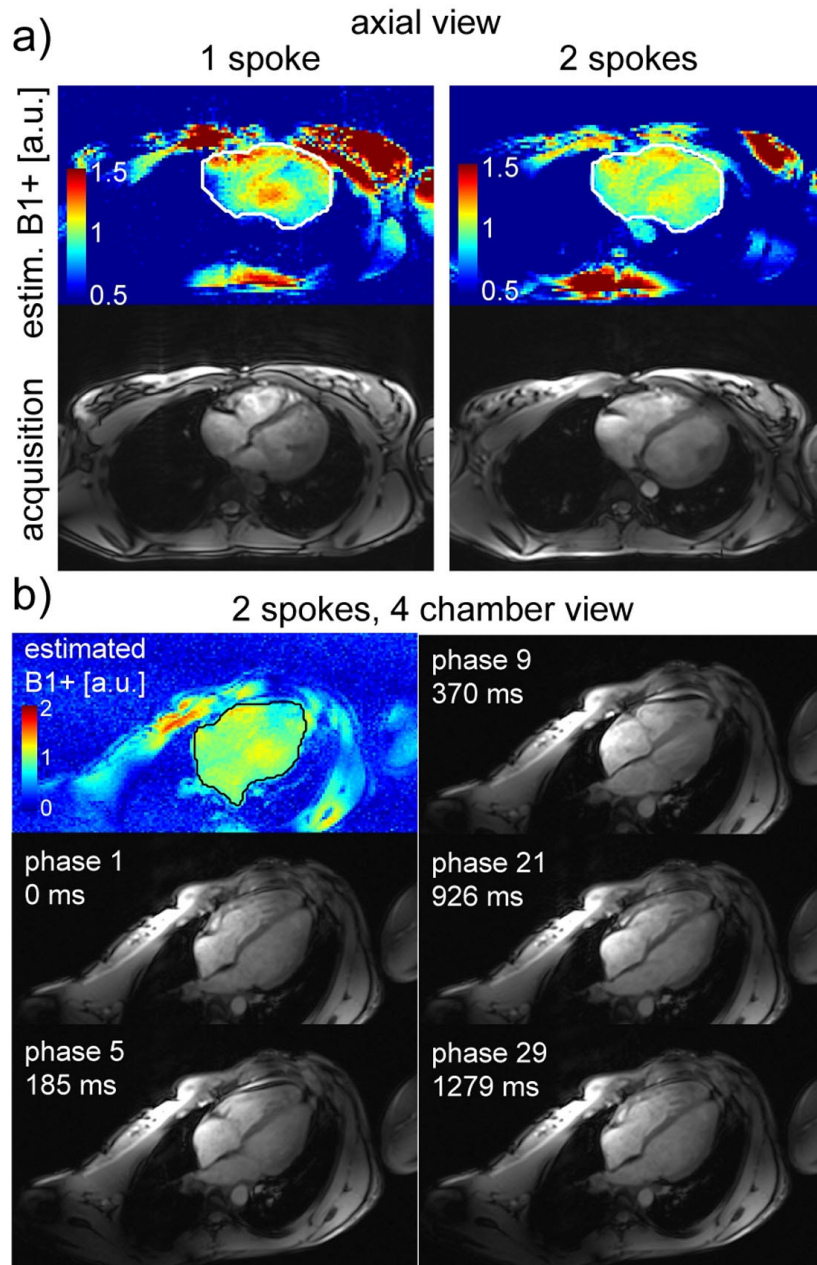 a)
axial view
1 spoke
2 spokes
estim. B1+ [a.u.]
1.5
1
0.5
1.5
1
0.5
acquisition
b)
2 spokes, 4 chamber view
estimated
B1+ [a.u.]
2
1
0
phase 9
370 ms
phase 1
0 ms
phase 21
926 ms
phase 5
185 ms
phase 29
1279 ms